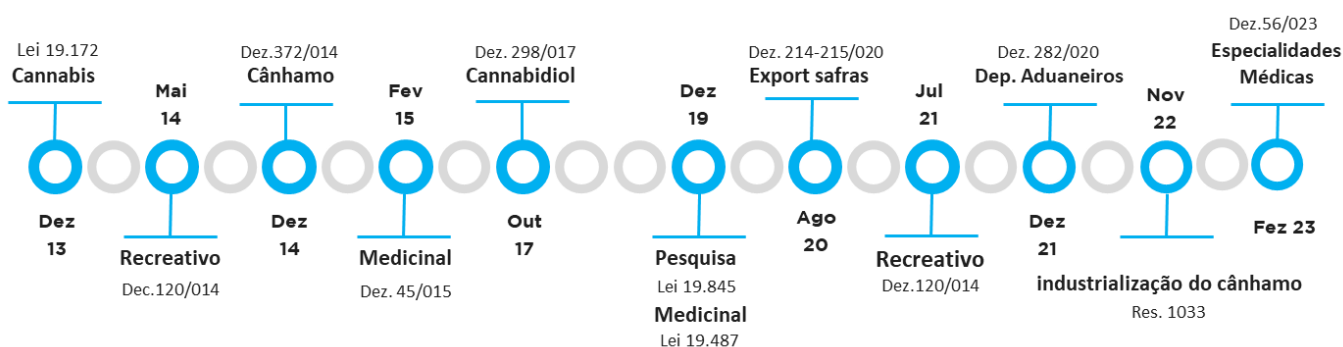 Lei 19.172
Cannabis
Dez
13
Mai
14
Recreativo
Dec.120/014
Dez.372/014
Cânhamo
Dez
14
Fev
15
Medicinal
Dez. 45/015
Dez. 298/017
Cannabidiol
Out
17
Dez
19
Pesquisa
Lei 19.845
Medicinal
Lei 19.487
Dez. 214-215/020
Export safras
Ago
20
Jul
21
Recreativo
Dez.120/014
Dez. 282/020
Dep. Aduaneiros
Dez
21
Nov
22
industrialização do cânhamo
Res. 1033
Dez.56/023
Especialidades
Médicas
Fez 23